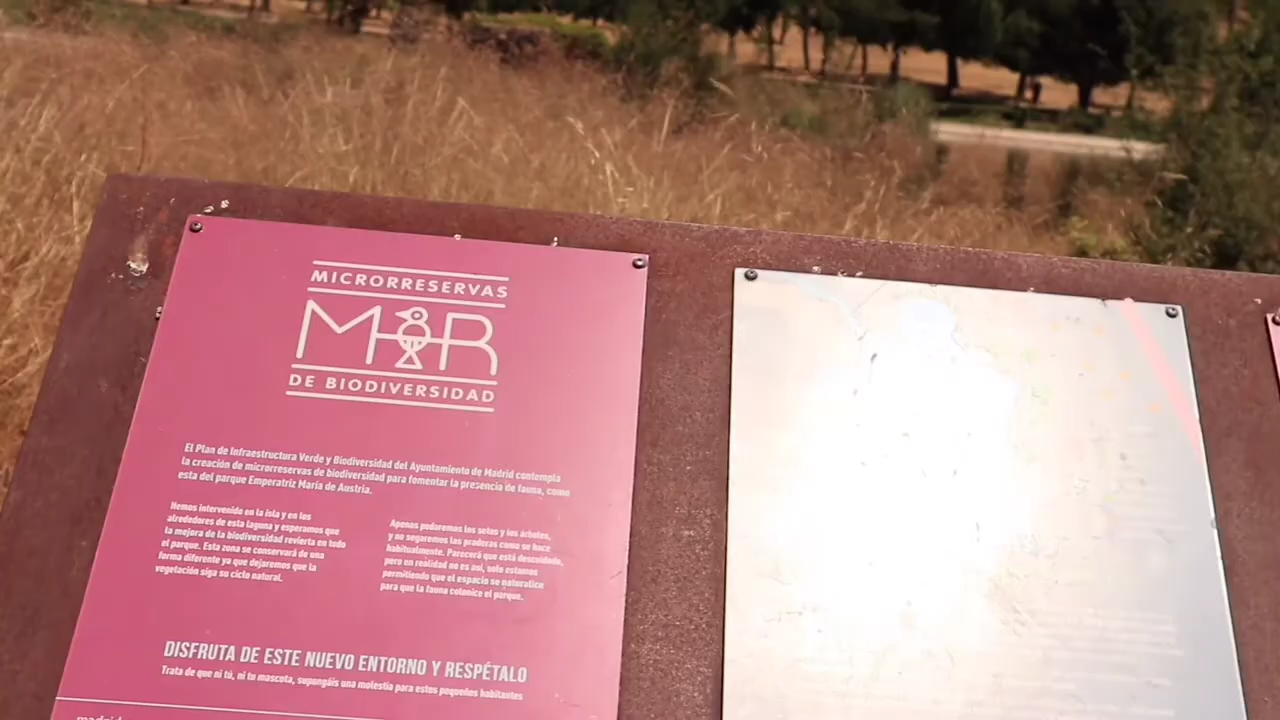 MICRORRESERVAS
MR
DE BIODIVERSIDAD
El Plan de Infraestructura Verde y Biodiversidad del Ayuntamiento de Madrid contempla
la creación de microrreservas de biodiversidad para fomentar la presencia de fauna, como
esta del parque Emperatriz María de Austria.
Hemos intervenido en la isla y en los
alrededores de esta laguna y esperamos que
la mejora de la biodiversidad revierta en todo
el parque. Esta zona se conservará de una
forma diferente ya que dejaremos que la
vegetación siga su ciclo natural.
Apenas podaremos los setos y los árboles,
y no segaremos las praderas como se hace
habitualmente. Parecerá que está descuidado,
pero en realidad no es así, solo estamos
permitiendo que el espacio se naturalice
para que la fauna colonice el parque.
DISFRUTA DE ESTE NUEVO ENTORNO Y RESPÉTALO
Trata de que ni tú, ni tu mascota, supongáis una molestia para estos pequeños habitantes